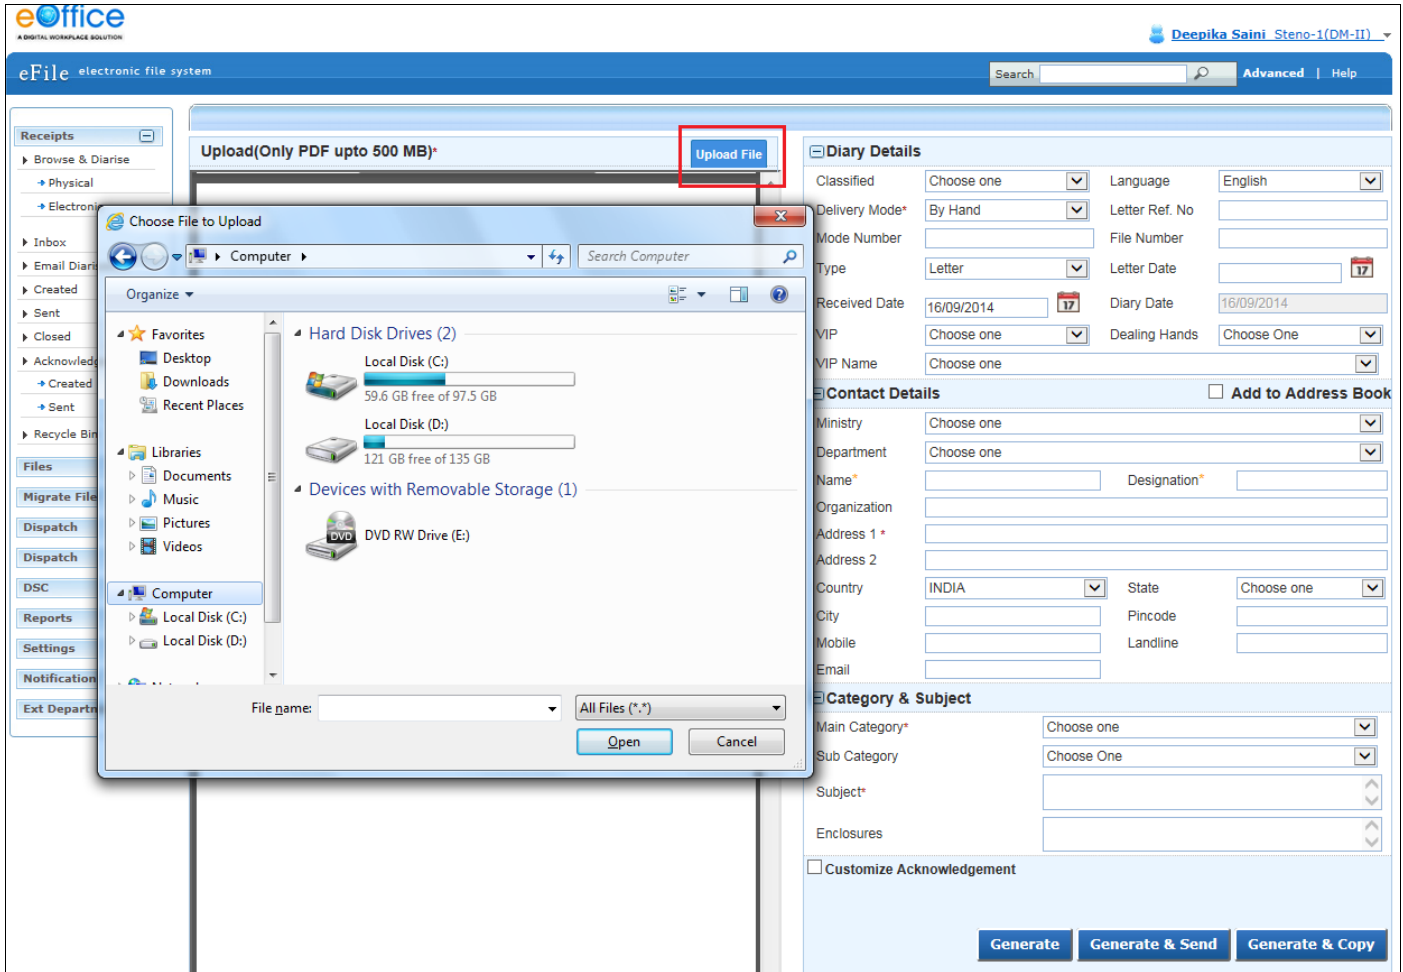 eOffice
A DIGITAL WORKPLACE SOLUTION
Deepika Saini Steno-1(DM-II)
eFile electronic file system
Search
Advanced | Help
Receipts
Browse & Diarise
Physical
Electronic
Inbox
Email Diaris
Created
Sent
Closed
Acknowledg
Created
Sent
Recycle Bin
Files
Migrate File
Dispatch
Dispatch
DSC
Reports
Settings
Notification
Ext Departn
Upload(Only PDF upto 500 MB)*
Upload File
Choose File to Upload
Computer
Search Computer
Organize
Favorites
Desktop
Downloads
Recent Places
Libraries
Documents
Music
Pictures
Videos
Computer
Local Disk (C:)
Local Disk (D:)
Hard Disk Drives (2)
Local Disk (C:)
59.6 GB free of 97.5 GB
Local Disk (D:)
121 GB free of 135 GB
Devices with Removable Storage (1)
DVD
DVD RW Drive (E:)
File name:
All Files (*.*)
Open
Cancel
Diary Details
Classified Choose one Language English
Delivery Mode* By Hand Letter Ref. No
Mode Number File Number
Type Letter Letter Date 17
Received Date 16/09/2014 17 Diary Date 16/09/2014
VIP Choose one Dealing Hands Choose One
VIP Name Choose one
Contact Details Add to Address Book
Ministry Choose one
Department Choose one
Name* Designation*
Organization
Address 1 *
Address 2
Country INDIA State Choose one
City Pincode
Mobile Landline
Email
Category & Subject
Main Category* Choose one
Sub Category Choose One
Subject*
Enclosures
Customize Acknowledgement
Generate
Generate & Send
Generate & Copy